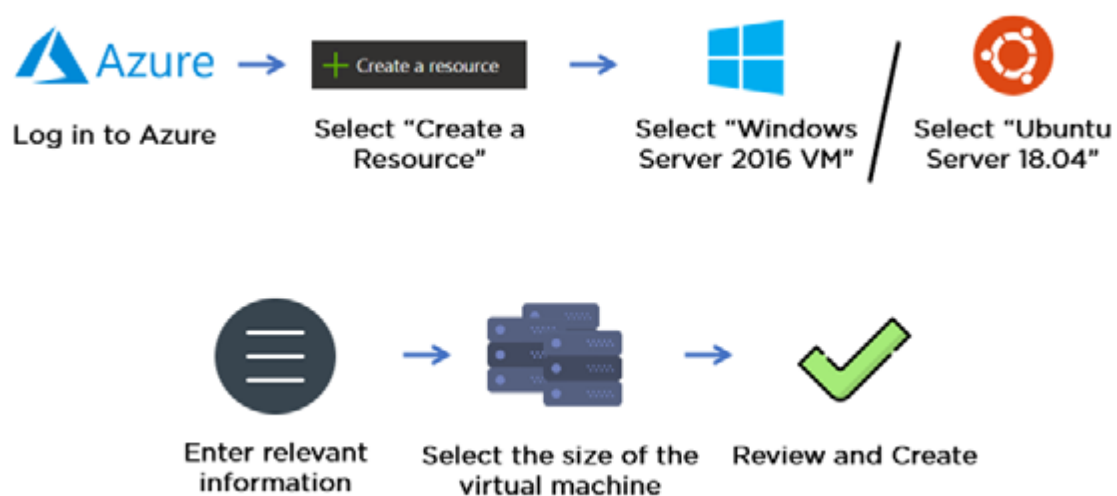 Azure
Create a resource
Log in to Azure
Select “Create a
Resource”
Select “Windows
Server 2016 VM”
Select “Ubuntu
Server 18.04”
Enter relevant
information
Select the size of the
virtual machine
Review and Create